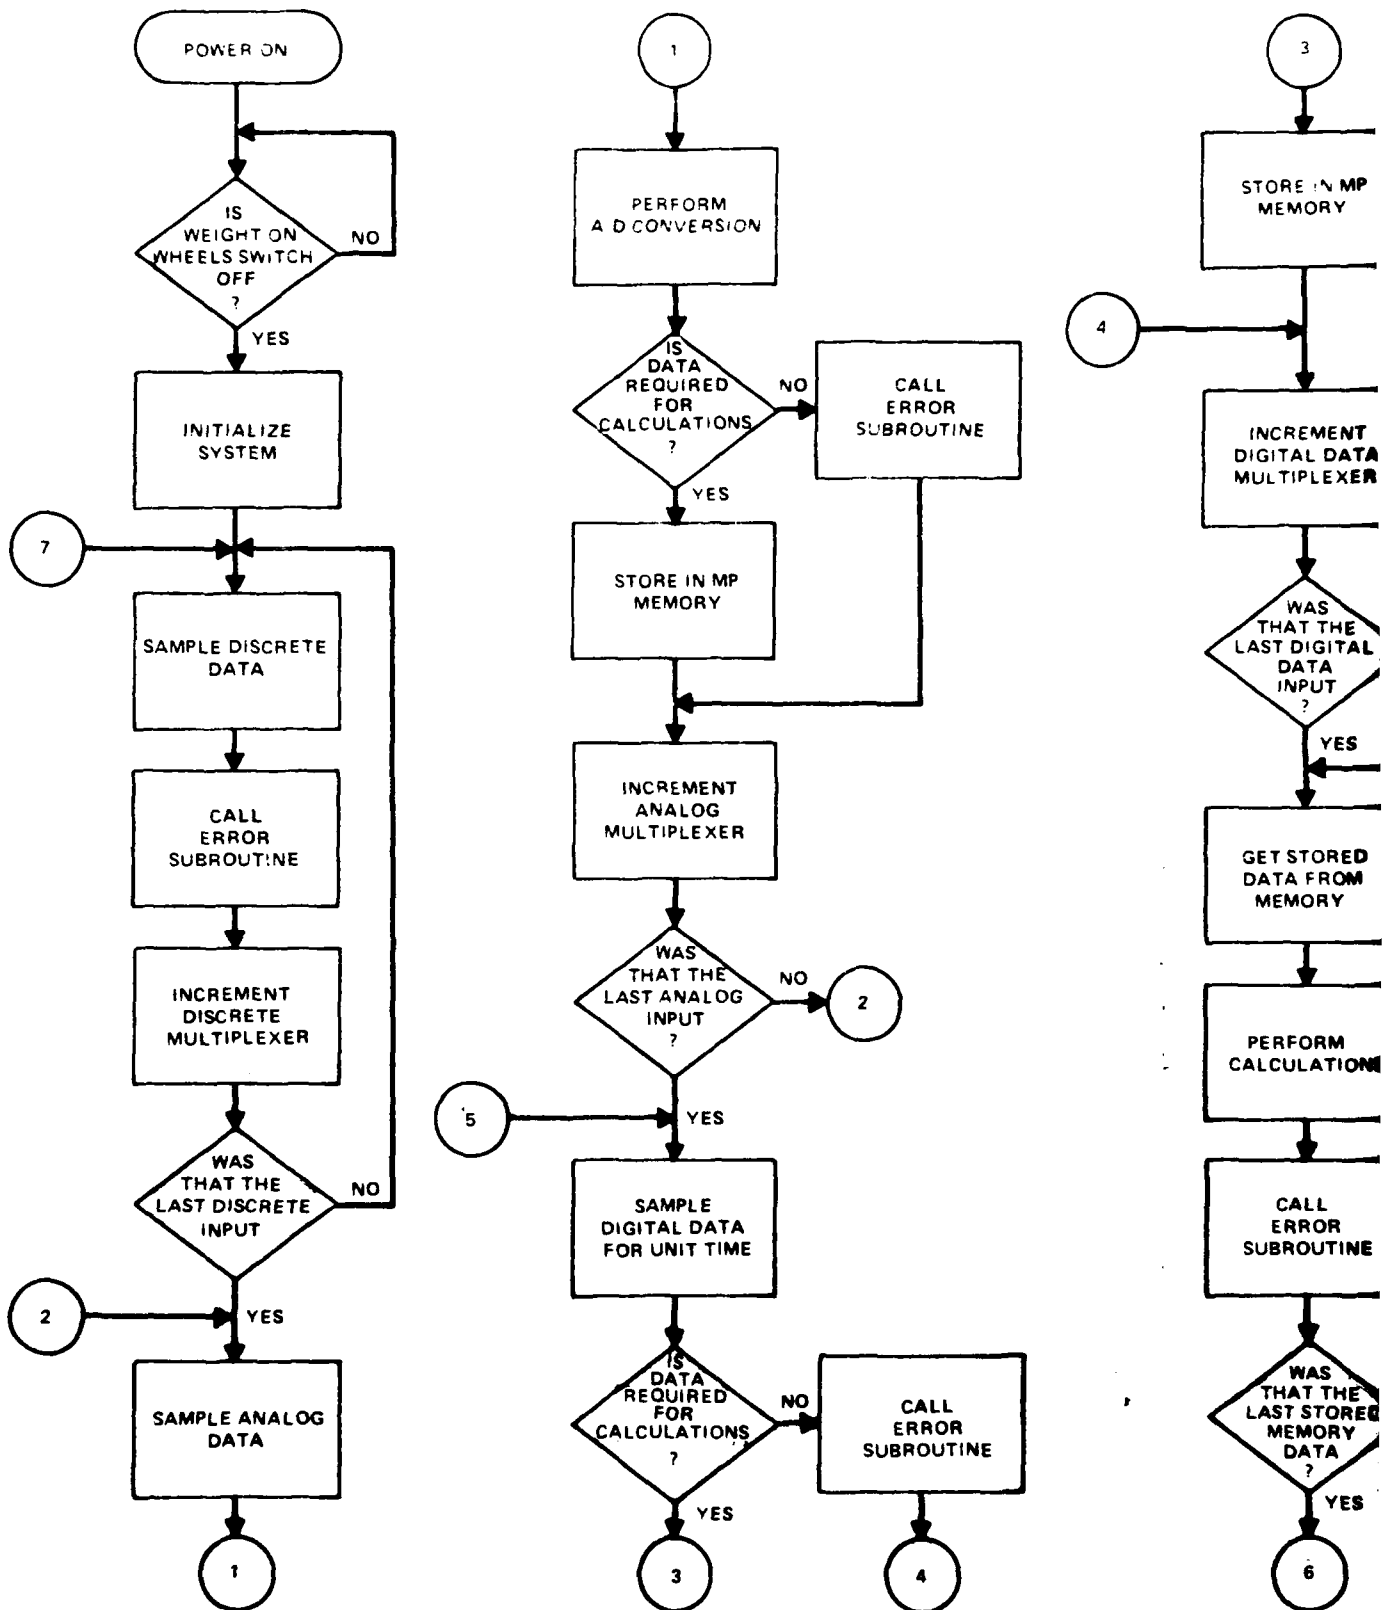 POWER ON
IS
WEIGHT ON
WHEELS SWITCH
OFF
?
NO
YES
INITIALIZE
SYSTEM
7
SAMPLE DISCRETE
DATA
CALL
ERROR
SUBROUTINE
INCREMENT
DISCRETE
MULTIPLEXER
WAS
THAT THE
LAST DISCRETE
INPUT
NO
2
YES
SAMPLE ANALOG
DATA
1
1
PERFORM
A D CONVERSION
IS
DATA
REQUIRED
FOR
CALCULATIONS
?
NO
CALL
ERROR
SUBROUTINE
YES
STORE IN MP
MEMORY
INCREMENT
ANALOG
MULTIPLEXER
WAS
THAT THE
LAST ANALOG
INPUT
?
NO
2
5
YES
SAMPLE
DIGITAL DATA
FOR UNIT TIME
IS
DATA
REQUIRED
FOR
CALCULATIONS
?
NO
CALL
ERROR
SUBROUTINE
YES
3
4
3
STORE IN MP
MEMORY
4
INCREMENT
DIGITAL DATA
MULTIPLEXER
WAS
THAT THE
LAST DIGITAL
DATA
INPUT
?
YES
GET STORED
DATA FROM
MEMORY
PERFORM
CALCULATIONS
CALL
ERROR
SUBROUTINE
WAS
THAT THE
LAST STORED
MEMORY
DATA
?
YES
6